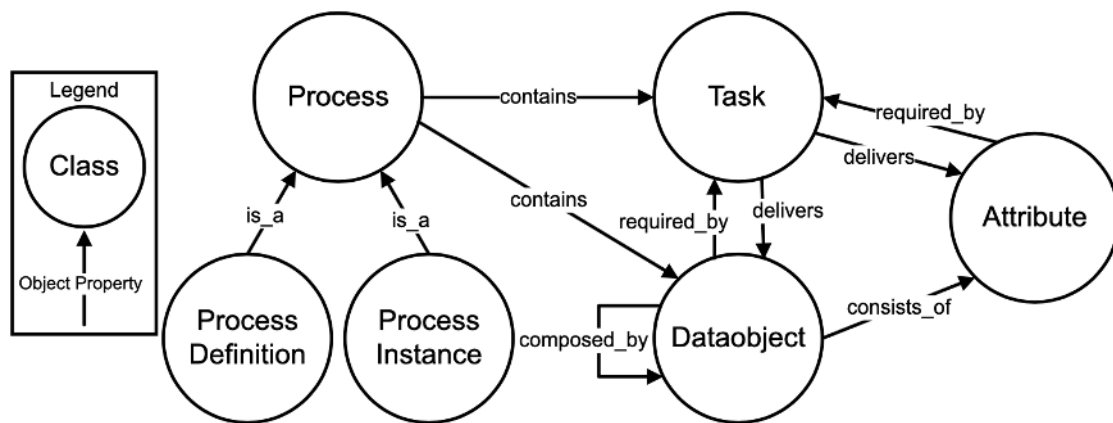 Legend
Class
Object Property
Process
contains
Task
required_by
delivers
Attribute
is_a
is_a
contains
required_by
delivers
Process
Definition
Process
Instance
composed_by
Dataobject
consists_of